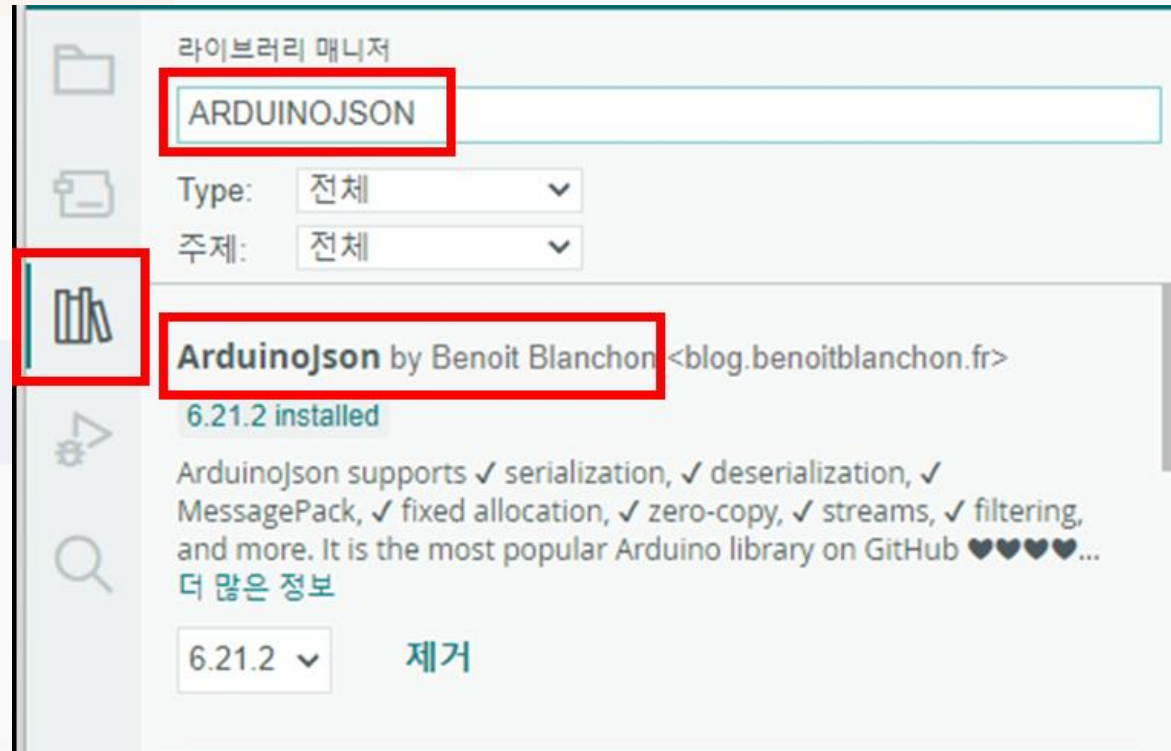 라이브러리 매니저
ARDUINOJSON
Type: 전체
주제: 전체
ArduinoJson by Benoit Blanchon <blog.benoitblanchon.fr>
6.21.2 installed
ArduinoJson supports ✓ serialization, ✓ deserialization, ✓
MessagePack, ✓ fixed allocation, ✓ zero-copy, ✓ streams, ✓ filtering,
and more. It is the most popular Arduino library on GitHub ♥♥♥♥...
더 많은 정보
6.21.2 제거